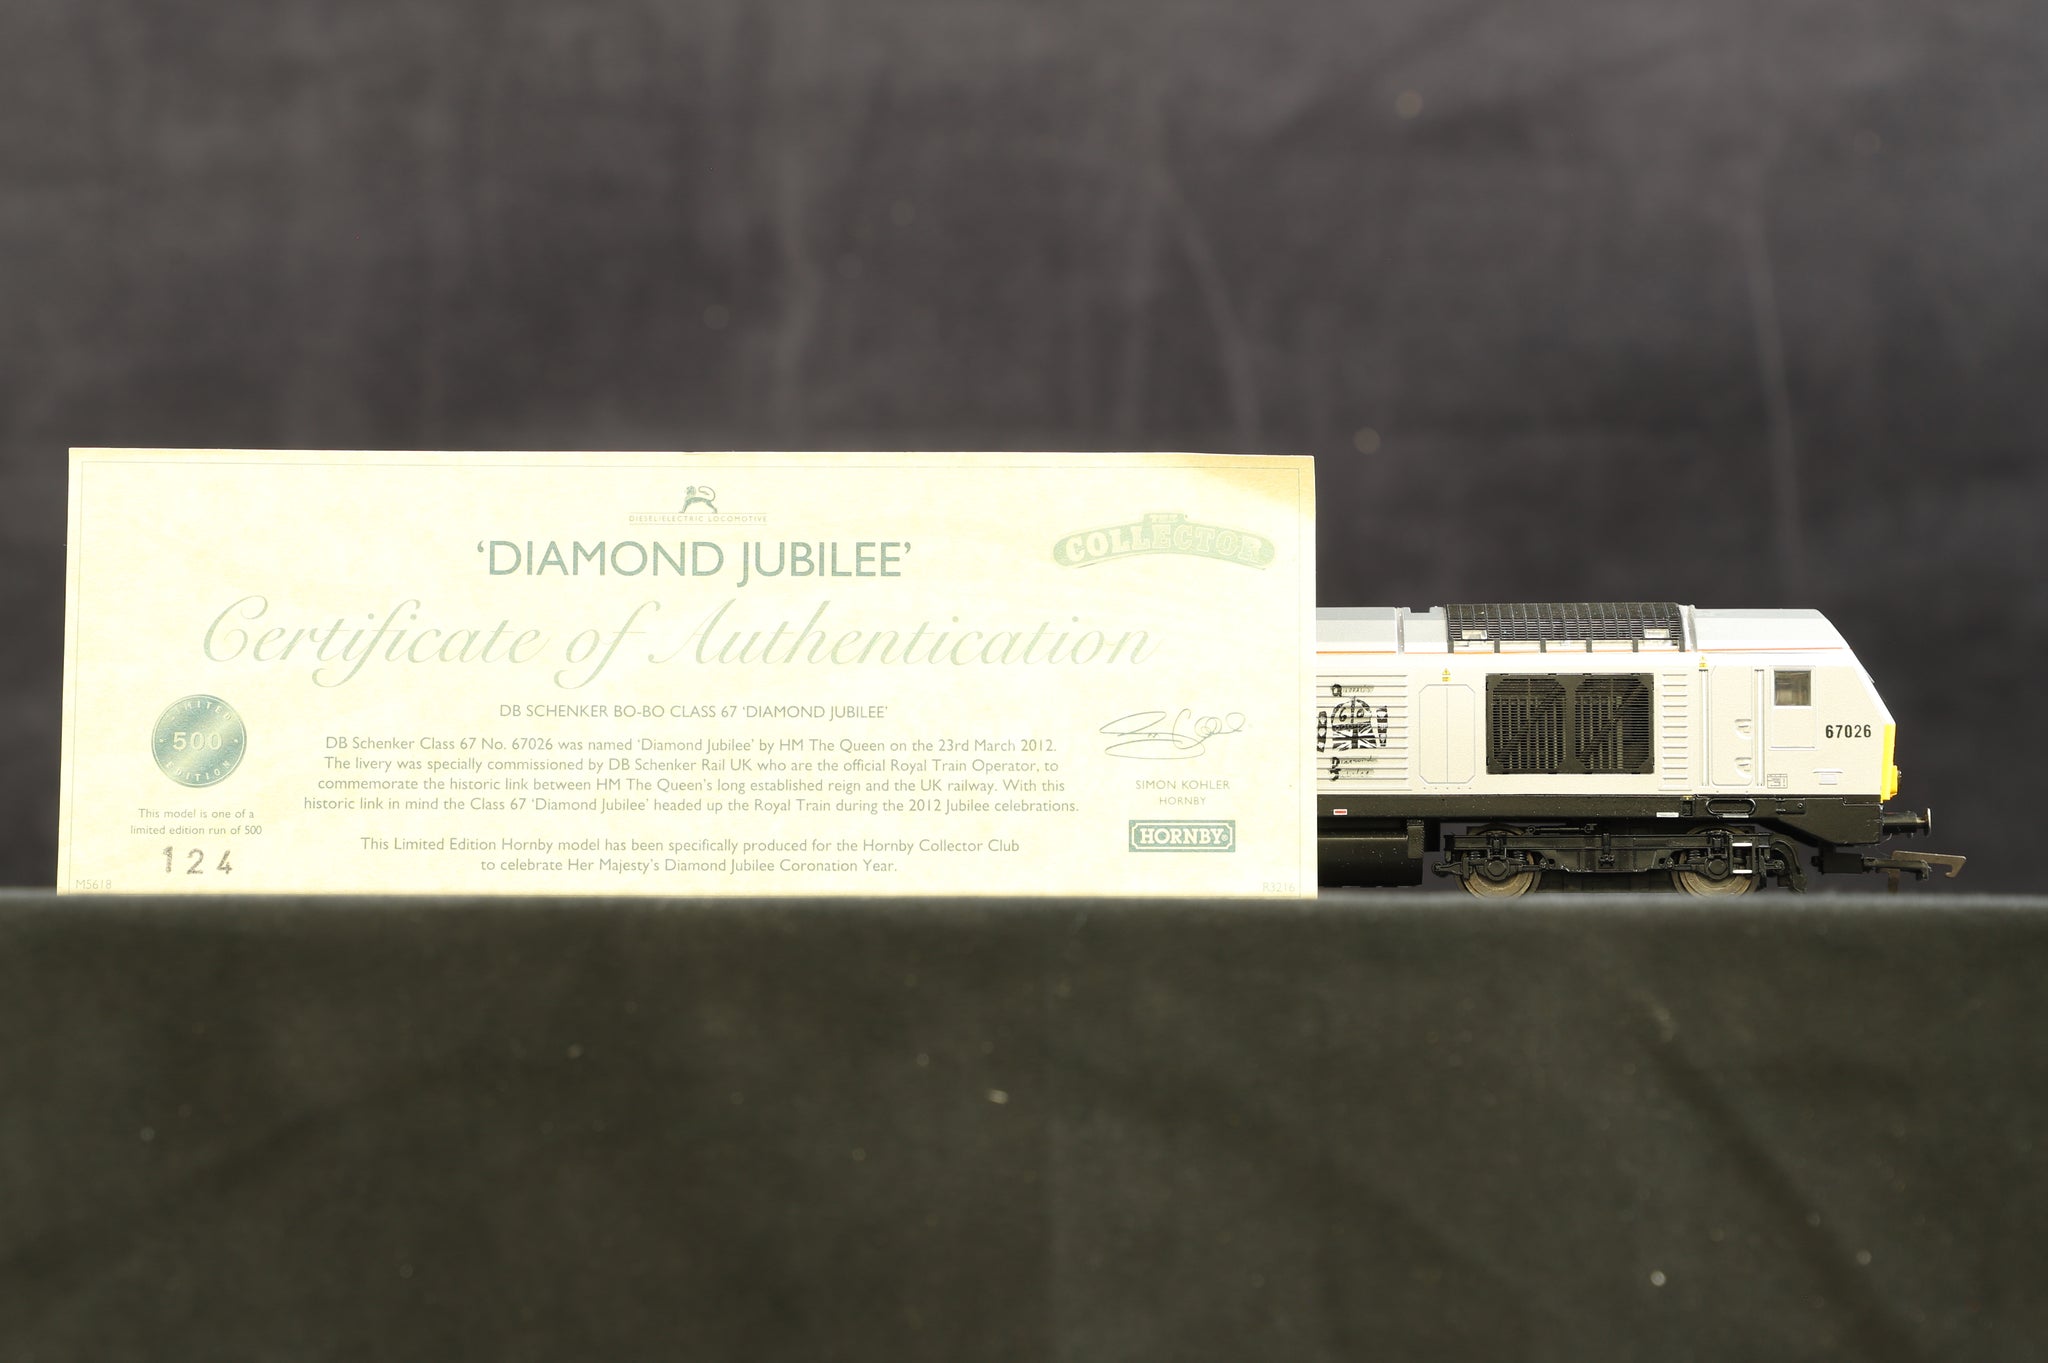 DIESEL/ELECTRIC LOCOMOTIVE
THE
COLLECTOR
'DIAMOND JUBILEE'
Certificate of Authentication
DB SCHENKER BO-BO CLASS 67 'DIAMOND JUBILEE'
DB Schenker Class 67 No. 67026 was named 'Diamond Jubilee' by HM The Queen on the 23rd March 2012.
The livery was specially commissioned by DB Schenker Rail UK who are the official Royal Train Operator, to
commemorate the historic link between HM The Queen's long established reign and the UK railway. With this
historic link in mind the Class 67 'Diamond Jubilee' headed up the Royal Train during the 2012 Jubilee celebrations.
This Limited Edition Hornby model has been specifically produced for the Hornby Collector Club
to celebrate Her Majesty's Diamond Jubilee Coronation Year.
LIMITED
500
EDITION
This model is one of a
limited edition run of 500
124
M5618
SIMON KOHLER
HORNBY
HORNBY®
R3216
67026